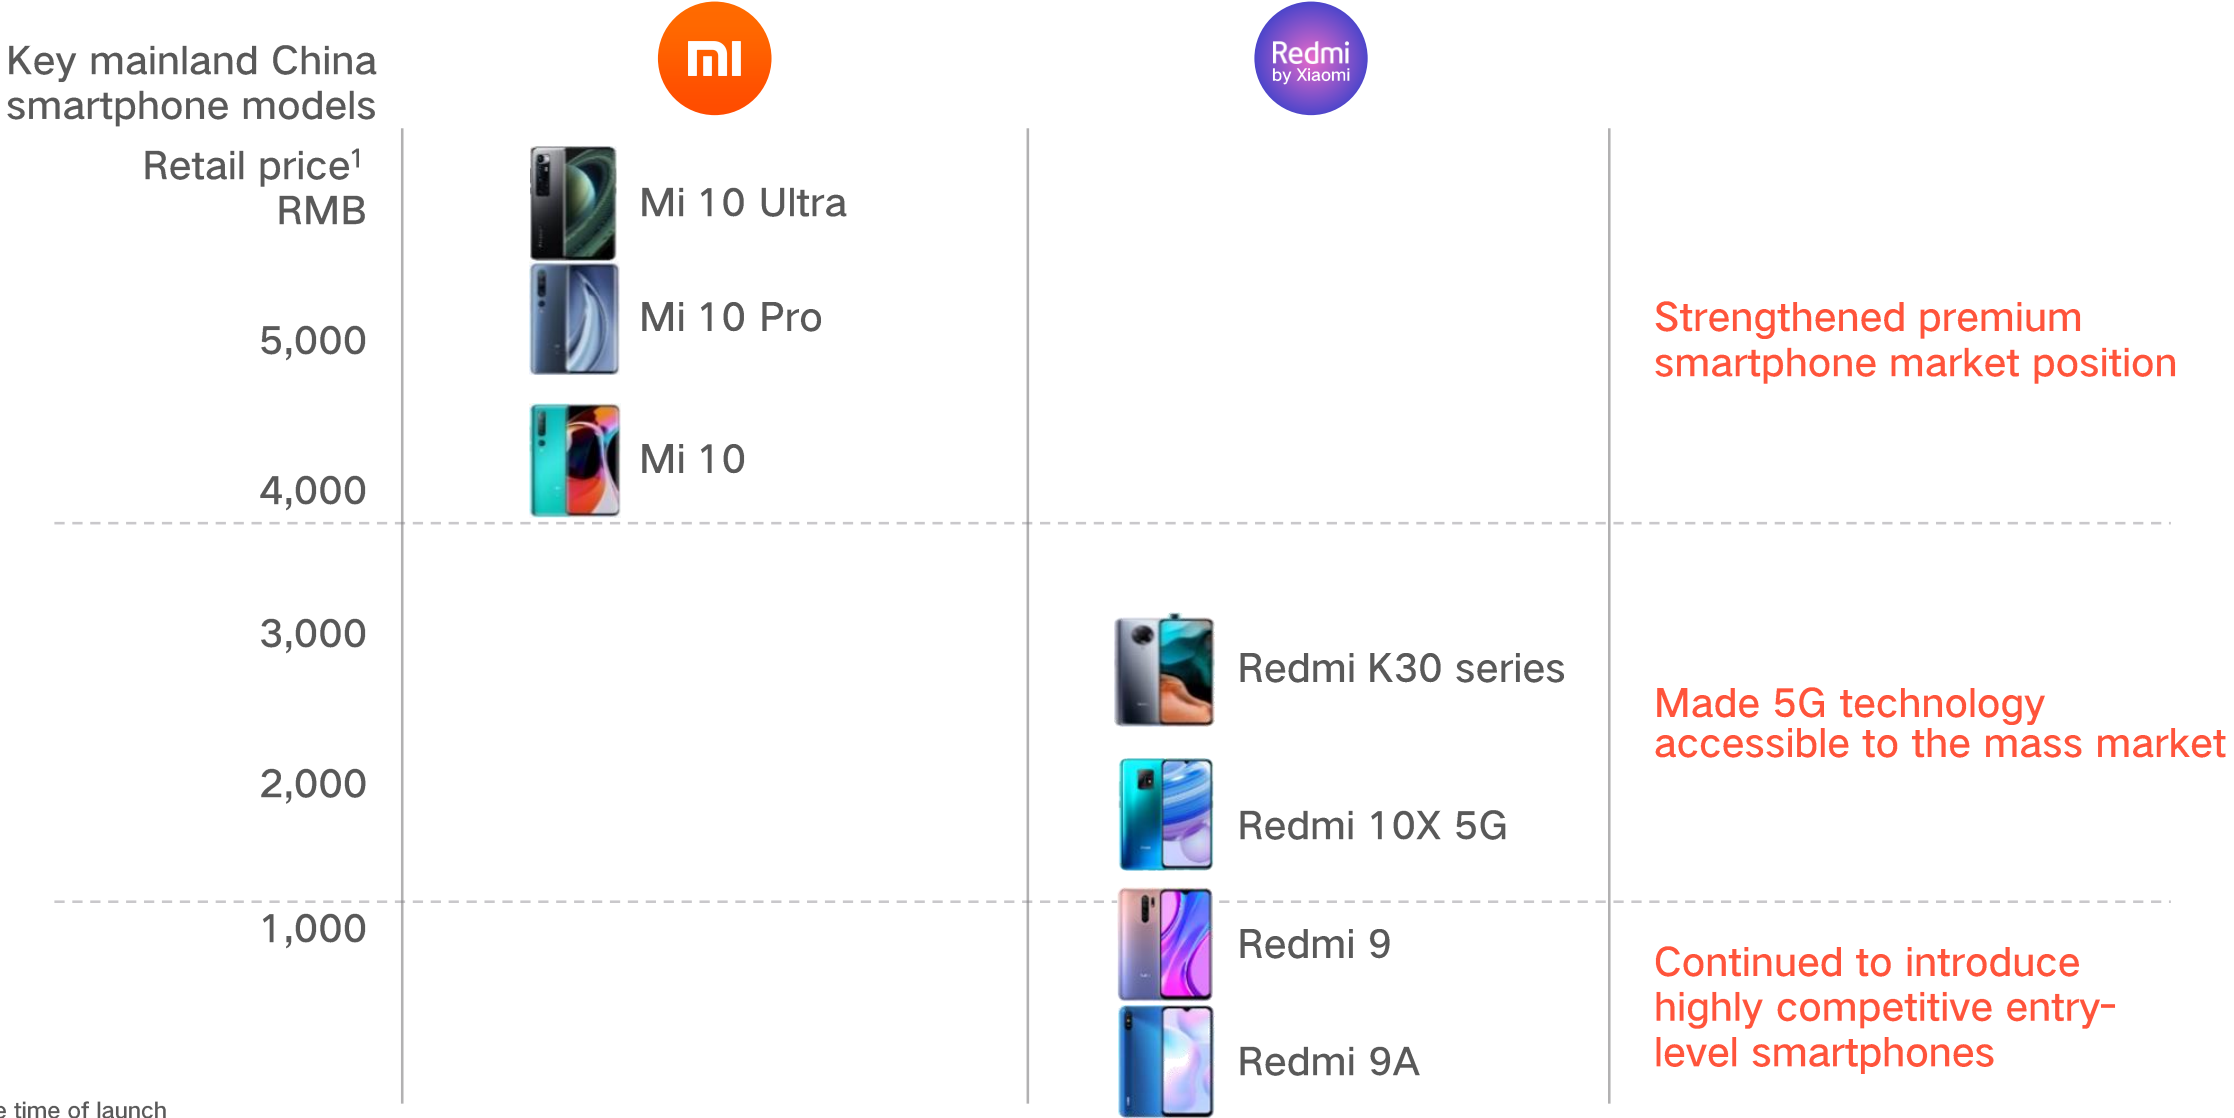 Key mainland China
smartphone models
Retail price¹
RMB
5,000
4,000
3,000
2,000
1,000
mi
Mi 10 Ultra
Mi 10 Pro
Mi 10
Redmi
by Xiaomi
Redmi K30 series
Redmi 10X 5G
Redmi 9
Redmi 9A
Strengthened premium
smartphone market position
Made 5G technology
accessible to the mass market
Continued to introduce
highly competitive entry-
level smartphones
time of launch